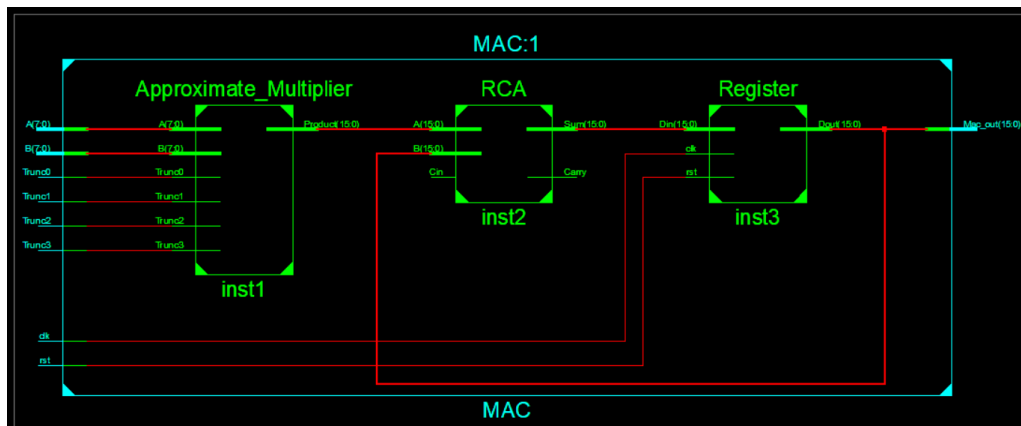 MAC:1
Approximate_Multiplier
RCA
Register
A(7:0) A(7:0) Product(15:0) A(15:0) Sum(15:0) Din(15:0) Dout(15:0) Mac_out(15:0)
B(7:0) B(7:0) B(15:0) clk
Trunc0 Trunc0 Cin Carry rst
Trunc1 Trunc1
Trunc2 Trunc2
Trunc3 Trunc3
inst2
inst3
inst1
clk
rst
MAC